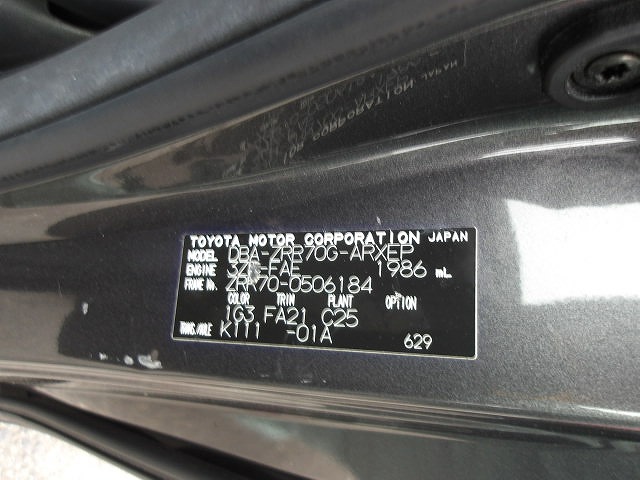 TOYOTA MOTOR CORPORATION JAPAN
MODEL DBA-ZRR70G-ARXEP
ENGINE 3ZR-FAE 1986 mL
FRAME No. ZRR70-0506184
COLOR TRIM PLANT OPTION
1G3 FA21 C25
TRANS./AXLE K111 -01A
629